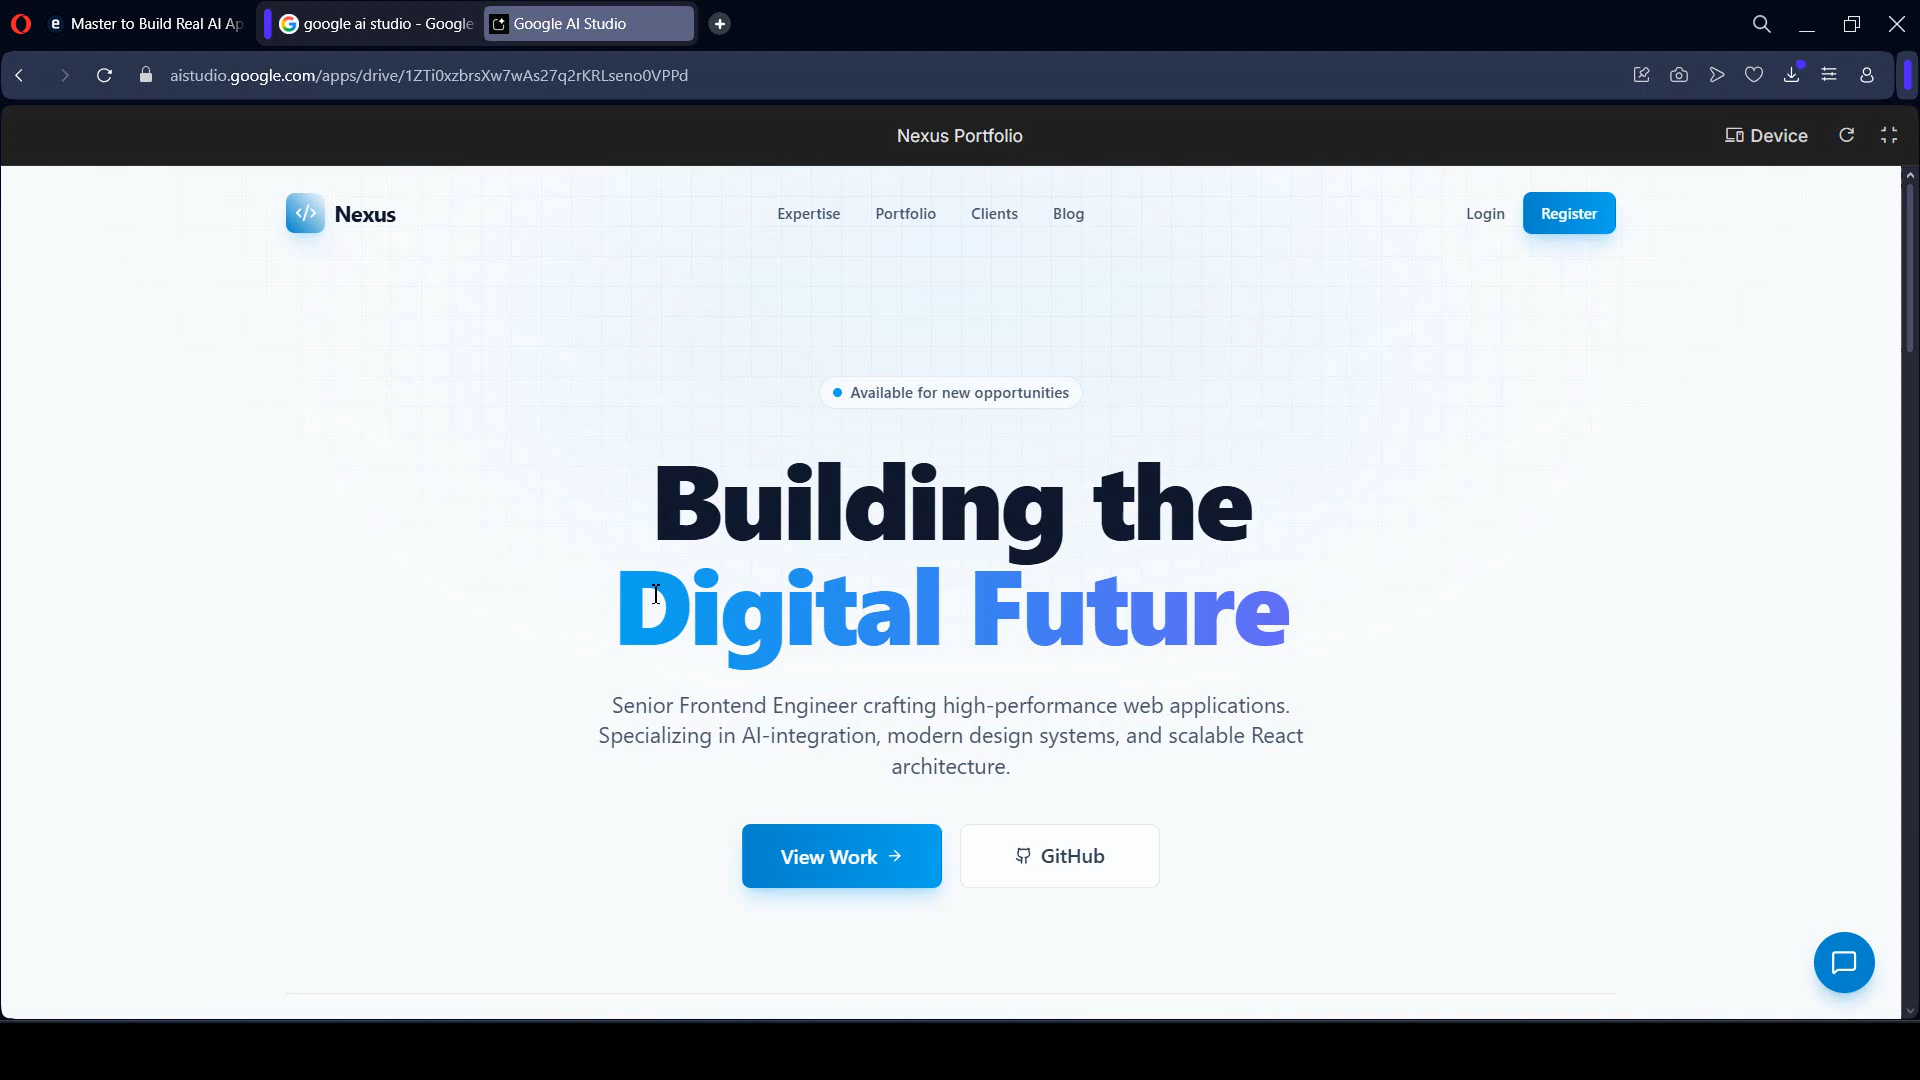 Master to Build Real AI Ap
google ai studio - Google
Google AI Studio
aistudio.google.com/apps/drive/1ZTi0xzbrsXw7wAs27q2rKRLseno0VPPd
Nexus Portfolio
Device
Nexus
Expertise
Portfolio
Clients
Blog
Login
Register
Available for new opportunities
Building the
Digital Future
Senior Frontend Engineer crafting high-performance web applications.
Specializing in AI-integration, modern design systems, and scalable React
architecture.
View Work
GitHub